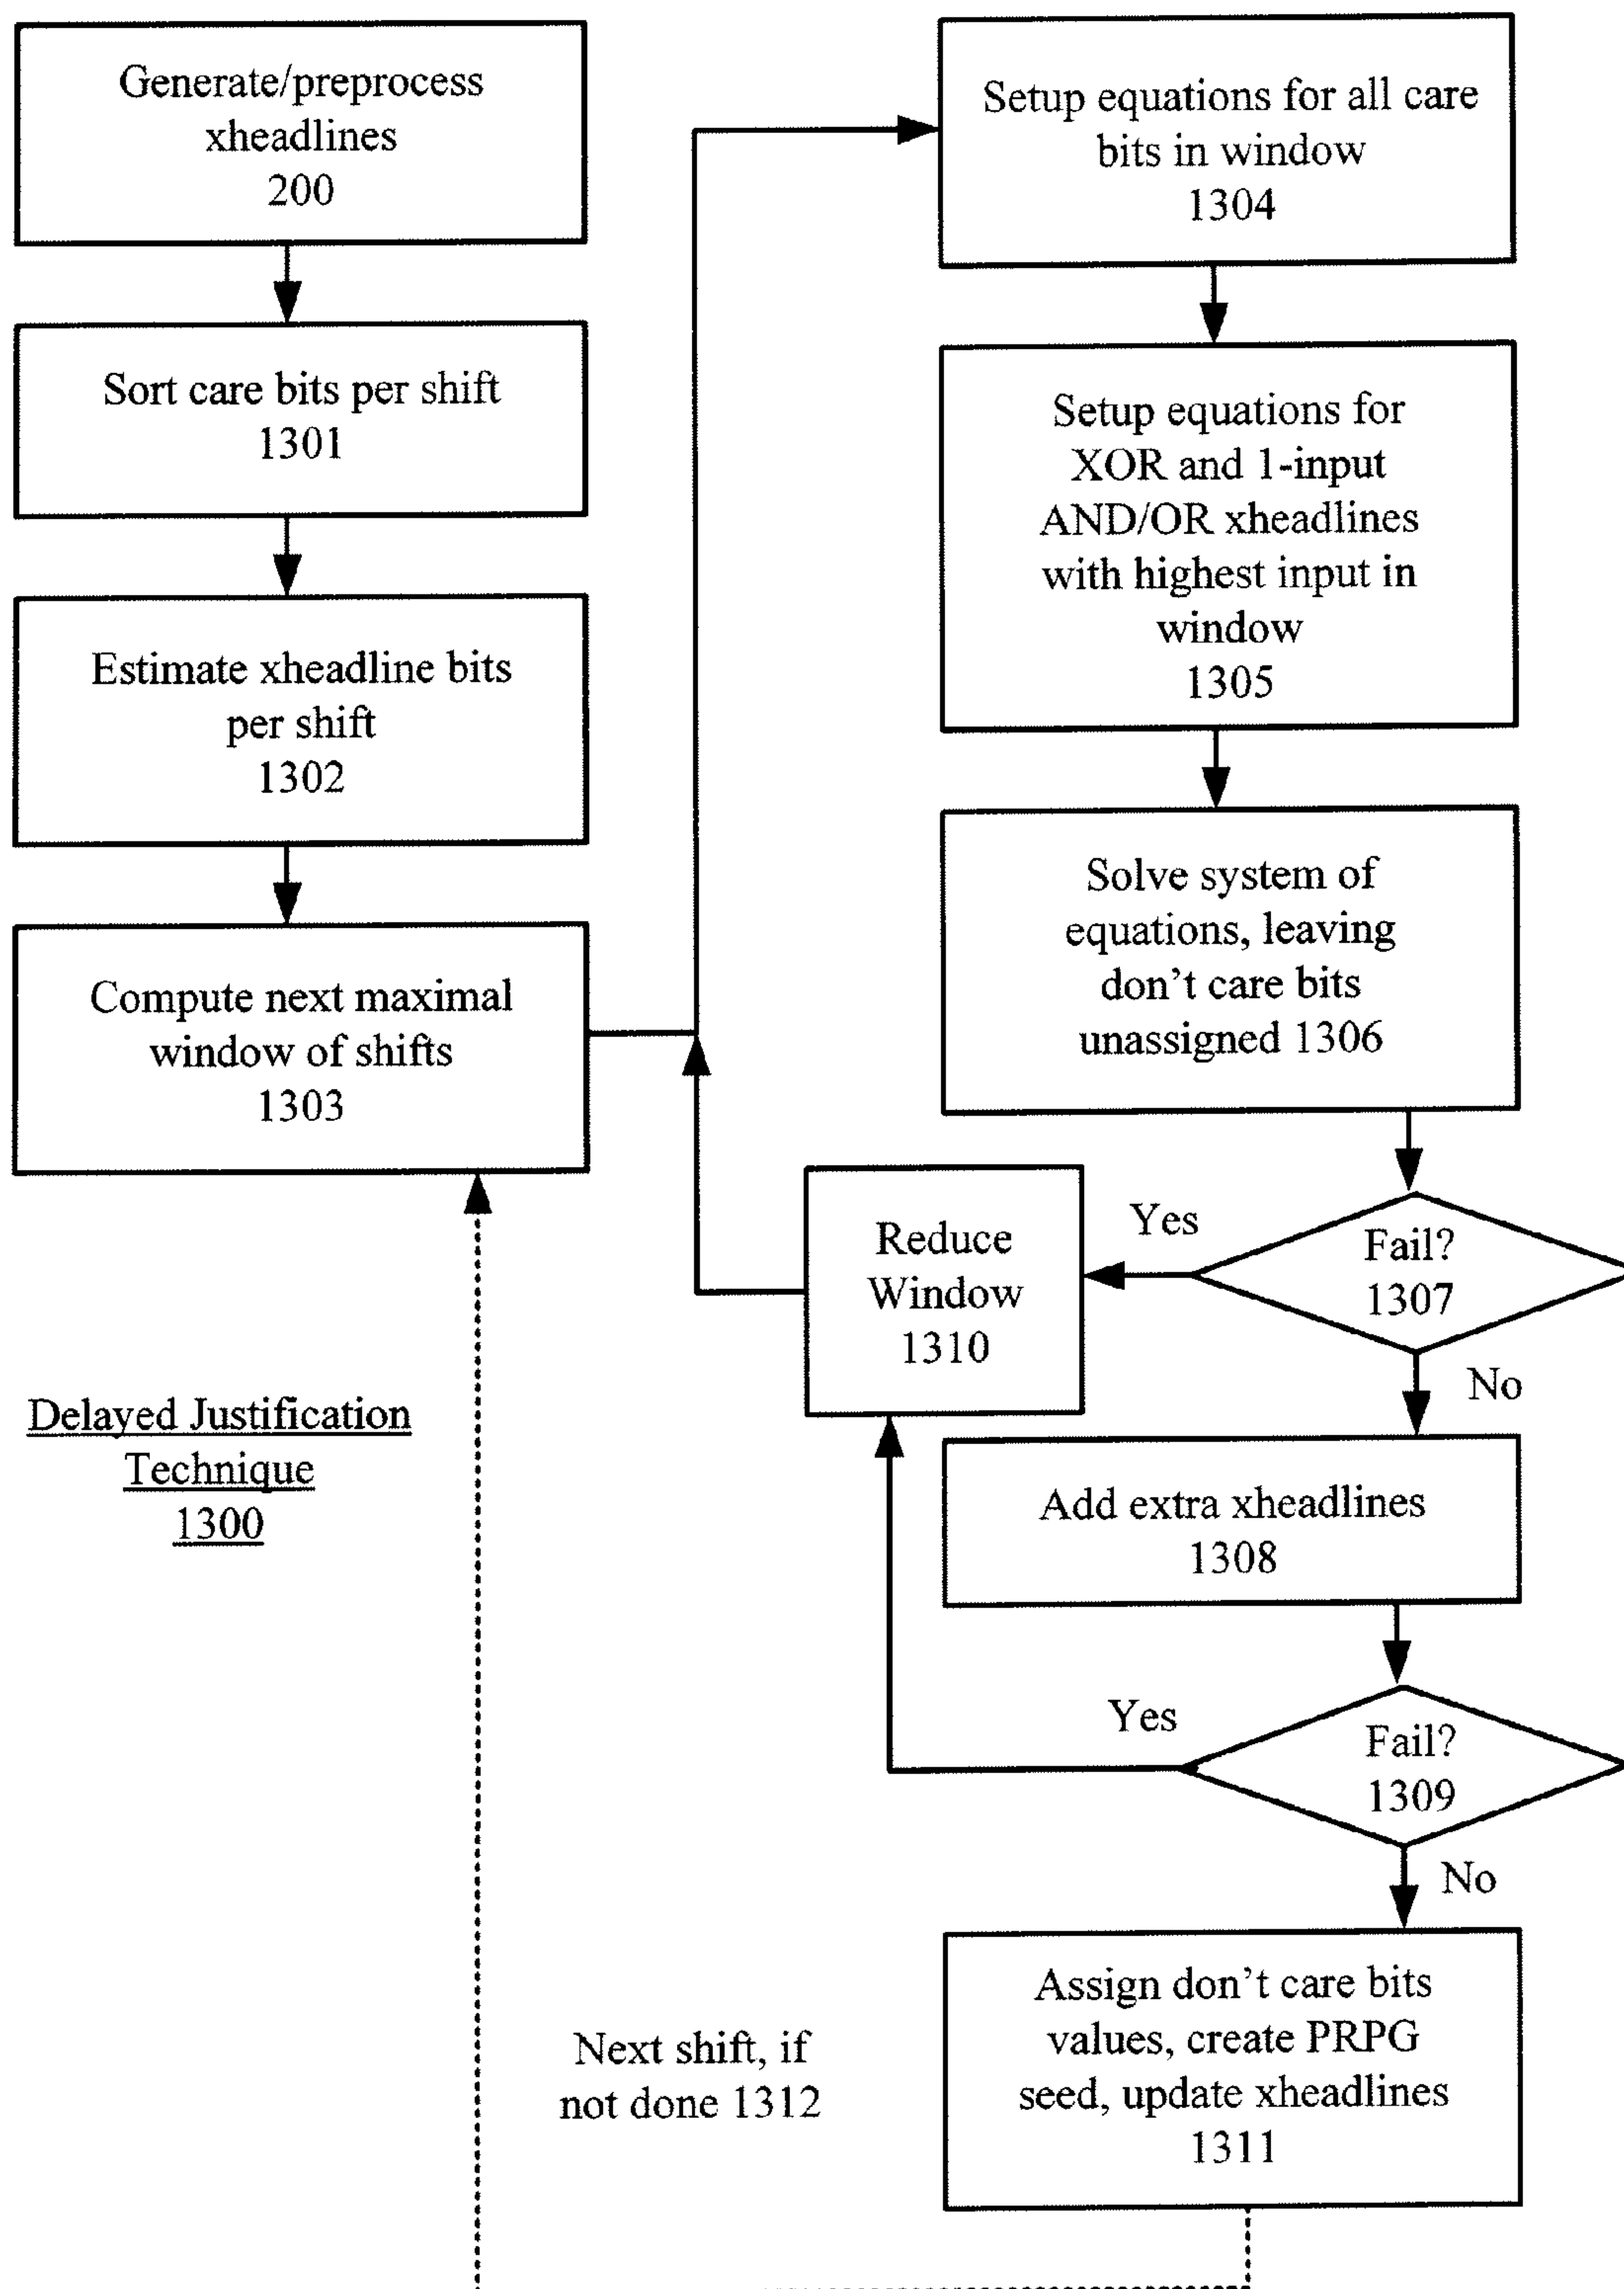 Generate/preprocess
xheadlines
200
Sort care bits per shift
1301
Estimate xheadline bits
per shift
1302
Compute next maximal
window of shifts
1303
Setup equations for all care
bits in window
1304
Setup equations for
XOR and 1-input
AND/OR xheadlines
with highest input in
window
1305
Solve system of
equations, leaving
don't care bits
unassigned 1306
Yes
Fail?
1307
No
Reduce
Window
1310
Delayed Justification
Technique
1300
Add extra xheadlines
1308
Yes
Fail?
1309
No
Assign don't care bits
values, create PRPG
seed, update xheadlines
1311
Next shift, if
not done 1312